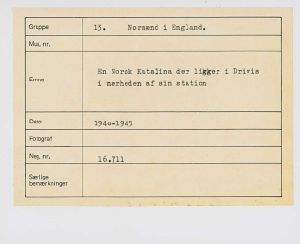 Gruppe 13. Normænd i England.
Mus. nr.
Emne En Norsk Katalina der ligger i Drivis
i nærheden af sin station
Dato 1940-1945
Fotograf
Neg. nr. 16.711
Særlige
bemærkninger